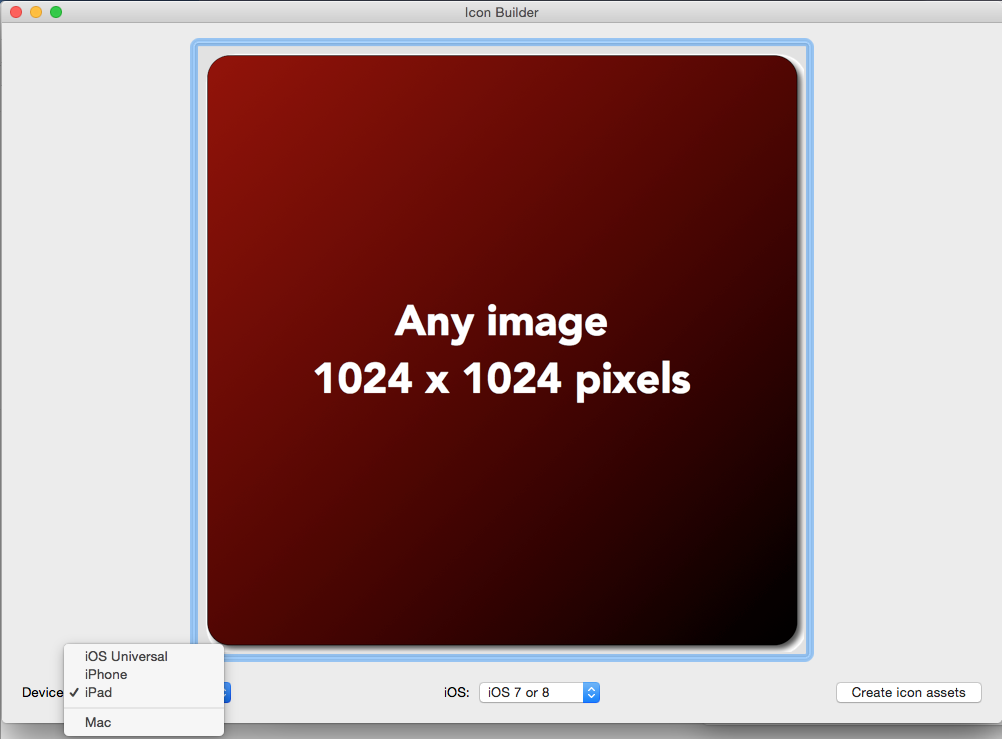 Icon Builder
Any image
1024 x 1024 pixels
iOS Universal
iPhone
Device ✓ iPad
Mac
iOS: iOS 7 or 8
Create icon assets